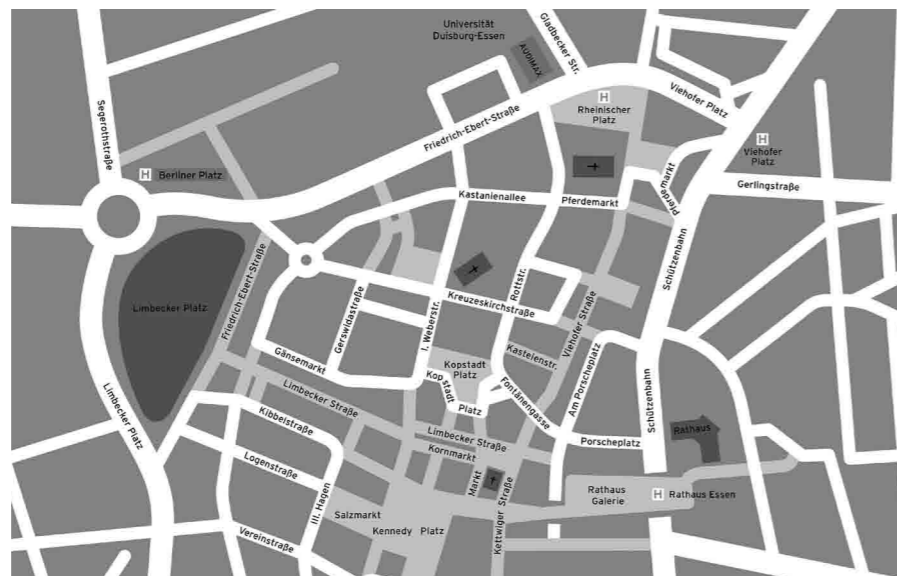 Universität
Duisburg-Essen
AUDIMAX
Gladbecker Str.
Segerothstraße
Friedrich-Ebert-Straße
H
Rheinischer
Platz
Viehofer Platz
H
Viehofer
Platz
H Berliner Platz
Kastanienallee
Pferdemarkt
Pferdemarkt
Gerlingstraße
Schützenbahn
Limbecker Platz
Friedrich-Ebert-Straße
Gerswidastraße
I. Weberstr.
Kreuzeskirchstraße
Rottstr.
Viehofer Straße
Gänsemarkt
Kopstadt
Platz
Kastelenstr.
Am Porscheplatz
Schützenbahn
Limbecker Platz
Limbecker Straße
Kopstadt
Platz
Fontänengasse
Kibbelstraße
Limbecker Straße
Kornmarkt
Porscheplatz
Rathaus
Logenstraße
III. Hagen
Markt
Kettwiger Straße
Rathaus
Galerie
H Rathaus Essen
Salzmarkt
Kennedy Platz
Vereinstraße